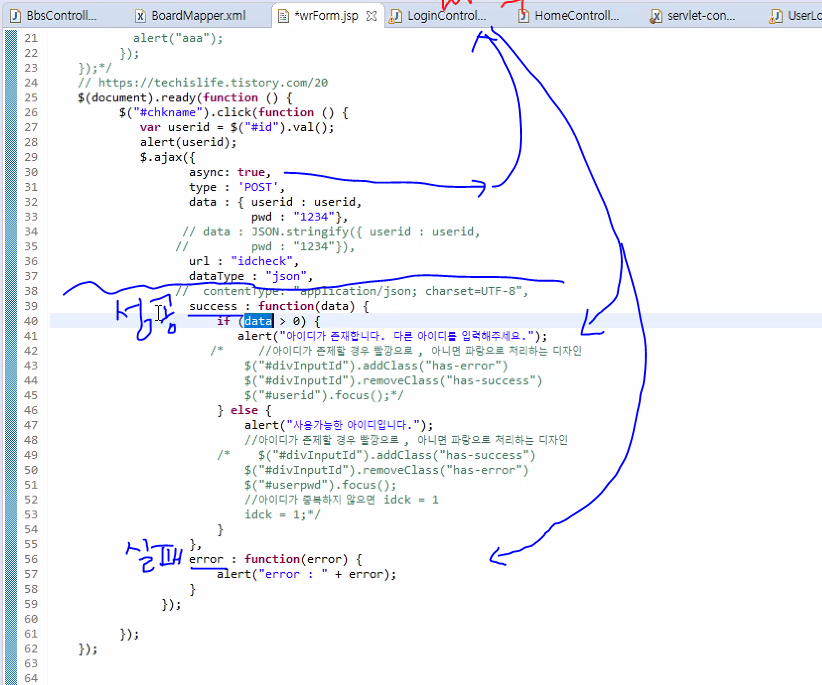 BbsControll...
BoardMapper.xml
*wrForm.jsp
LoginControl...
HomeControll...
servlet-con...
UserLo
21 alert("aaa");
22 });
23 });*/
24 // https://techislife.tistory.com/20
25 $(document).ready(function () {
26 $("#chkname").click(function () {
27 var userid = $("#id").val();
28 alert(userid);
29 $.ajax({
30 async: true,
31 type : 'POST',
32 data : { userid : userid,
33 pwd : "1234"},
34 // data : JSON.stringify({ userid : userid,
35 // pwd : "1234"}),
36 url : "idcheck",
37 dataType : "json",
38 // contentType: "application/json; charset=UTF-8",
성공
39 success : function(data) {
40 if (data > 0) {
41 alert("아이디가 존재합니다. 다른 아이디를 입력해주세요.");
42 /* //아이디가 존제할 경우 빨깡으로 , 아니면 파랑으로 처리하는 디자인
43 $("#divInputId").addClass("has-error")
44 $("#divInputId").removeClass("has-success")
45 $("#userid").focus();*/
46 } else {
47 alert("사용가능한 아이디입니다.");
48 //아이디가 존제할 경우 빨깡으로 , 아니면 파랑으로 처리하는 디자인
49 /* $("#divInputId").addClass("has-success")
50 $("#divInputId").removeClass("has-error")
51 $("#userpwd").focus();
52 //아이디가 중복하지 않으면 idck = 1
53 idck = 1;*/
54 }
55 },
실패
56 error : function(error) {
57 alert("error : " + error);
58 }
59 });
60
61 });
62 });
63
64